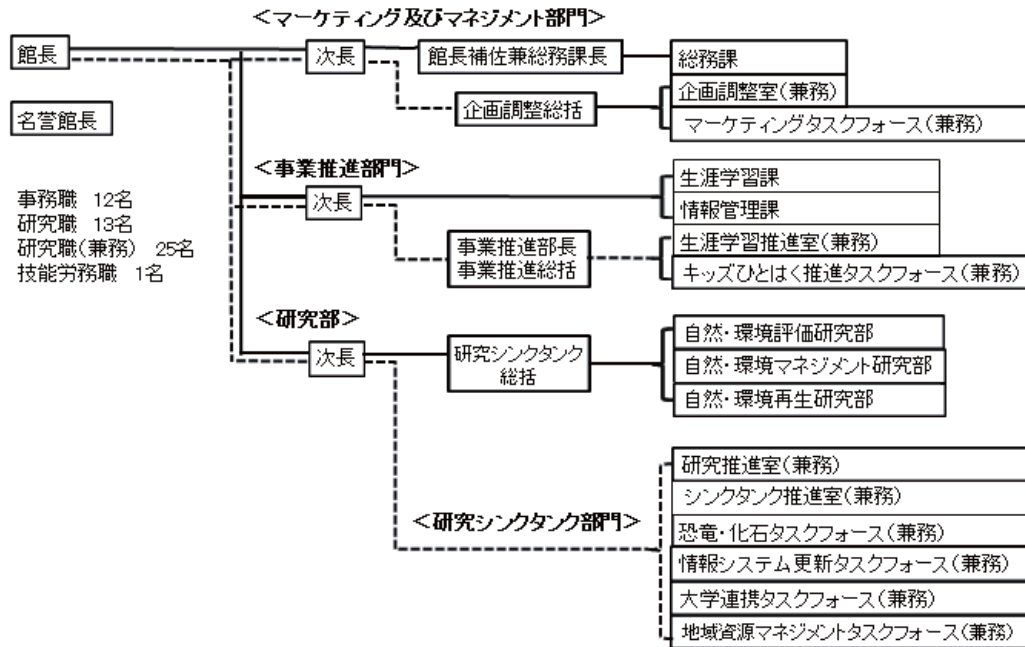 ＜マーケティング及びマネジメント部門＞
館長
次長
館長補佐兼総務課長
総務課
企画調整総括
企画調整室(兼務)
マーケティングタスクフォース(兼務)
名誉館長
＜事業推進部門＞
次長
生涯学習課
情報管理課
事業推進部長
事業推進総括
生涯学習推進室(兼務)
キッズひとはく推進タスクフォース(兼務)
事務職 12名
研究職 13名
研究職(兼務) 25名
技能労務職 1名
＜研究部＞
次長
研究シンクタンク
総括
自然・環境評価研究部
自然・環境マネジメント研究部
自然・環境再生研究部
＜研究シンクタンク部門＞
研究推進室(兼務)
シンクタンク推進室(兼務)
恐竜・化石タスクフォース(兼務)
情報システム更新タスクフォース(兼務)
大学連携タスクフォース(兼務)
地域資源マネジメントタスクフォース(兼務)